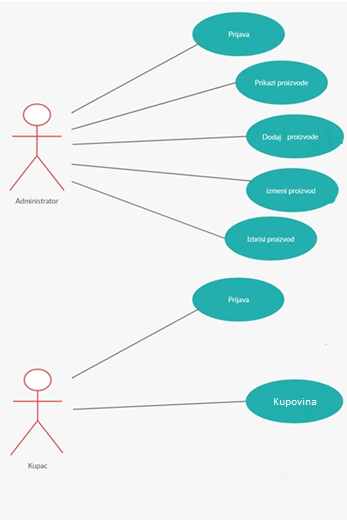 Prijava
Prikazi proizvode
Dodaj proizvode
izmeni proizvod
Izbrisi proizvod
Administrator
Prijava
Kupovina
Kupac